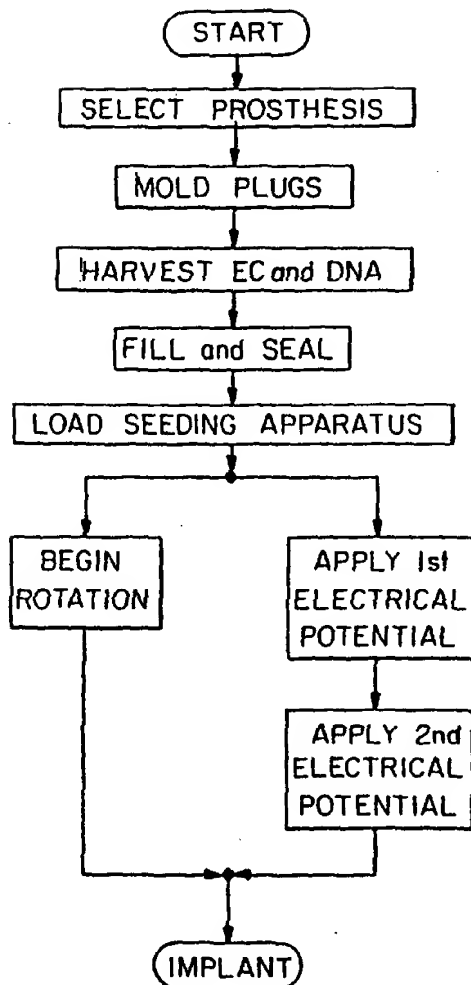 START
SELECT PROSTHESIS
MOLD PLUGS
HARVEST EC and DNA
FILL and SEAL
LOAD SEEDING APPARATUS
BEGIN
ROTATION
APPLY 1st
ELECTRICAL
POTENTIAL
APPLY 2nd
ELECTRICAL
POTENTIAL
IMPLANT